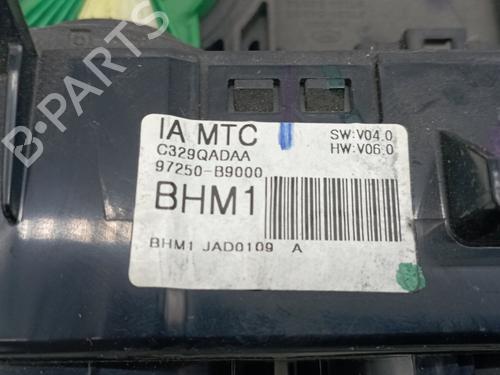 IA MTC
SW:V04.0
C329QADAA
HW:V06.0
97250-B9000
BHM1
BHM1 JAD0109 A
B-PARTS